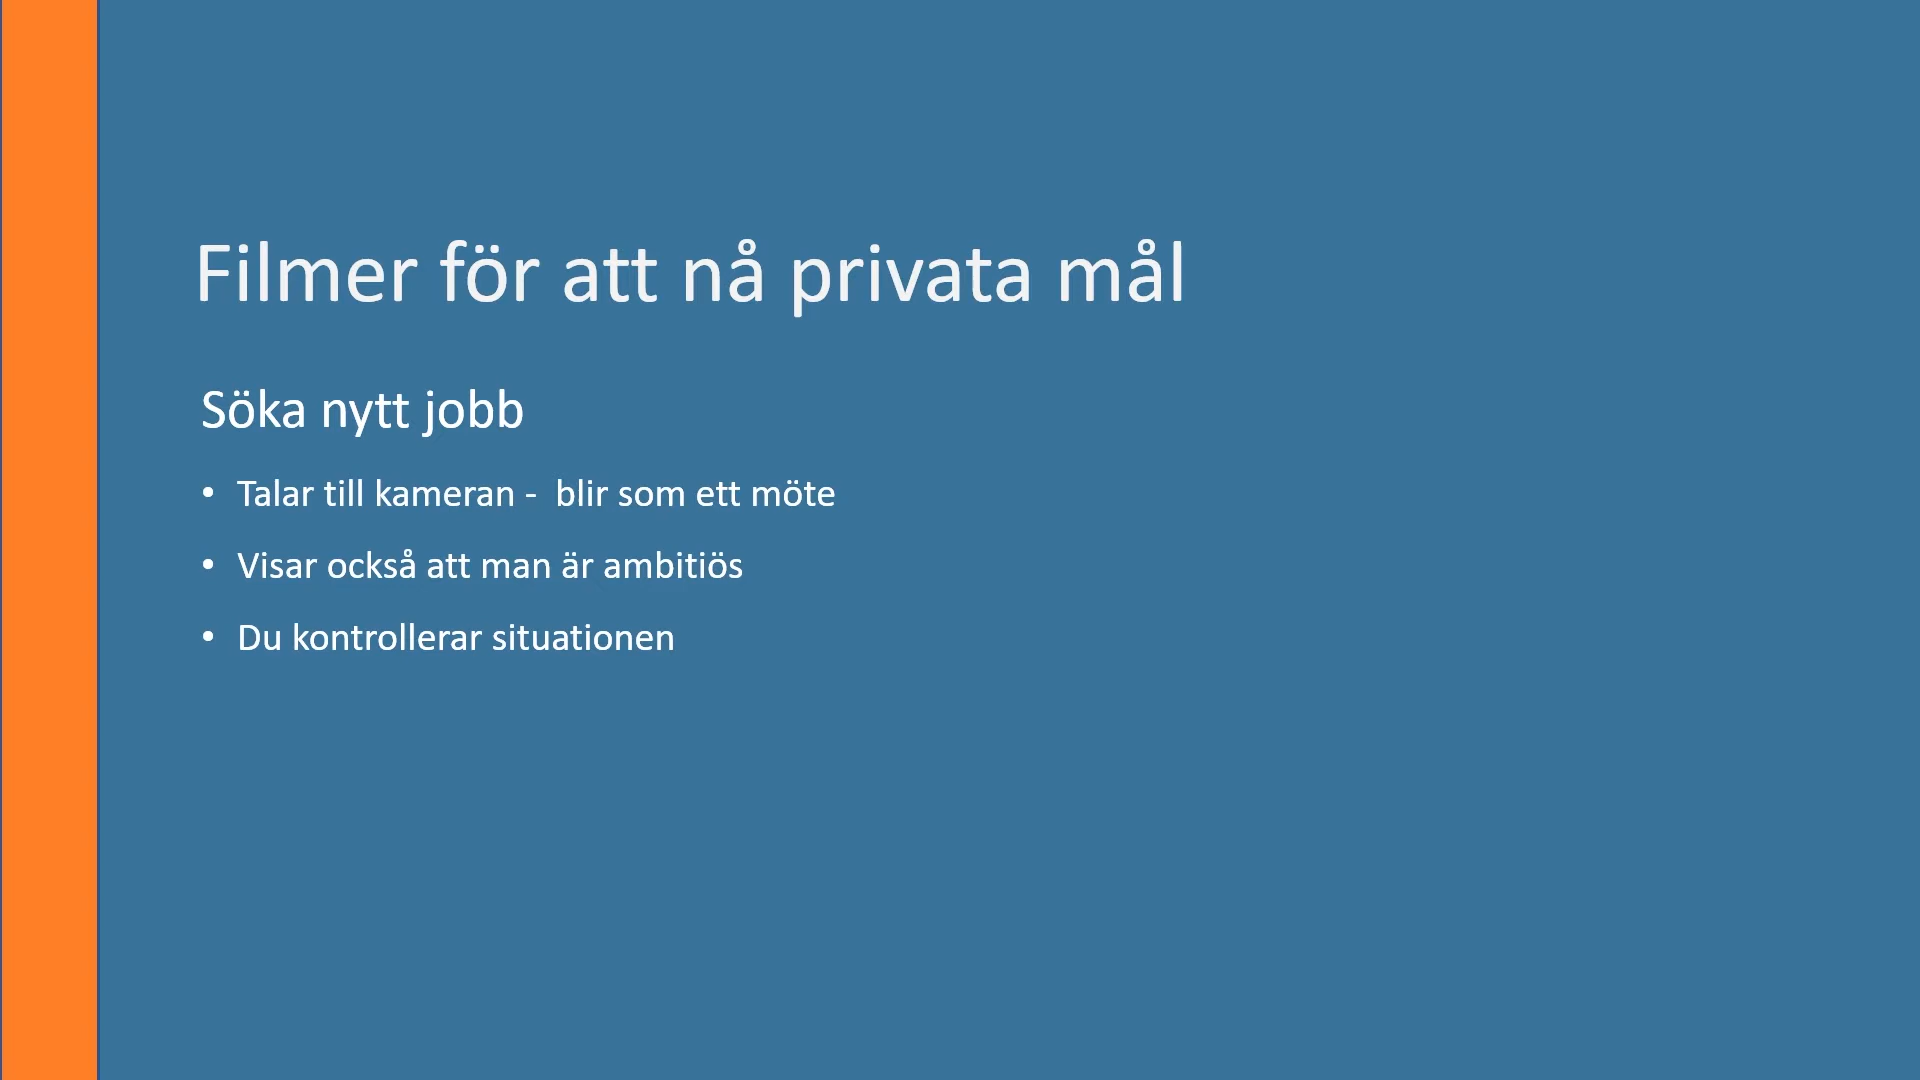 Filmer för att nå privata mål
Söka nytt jobb
• Talar till kameran -  blir som ett möte
• Visar också att man är ambitiös
• Du kontrollerar situationen